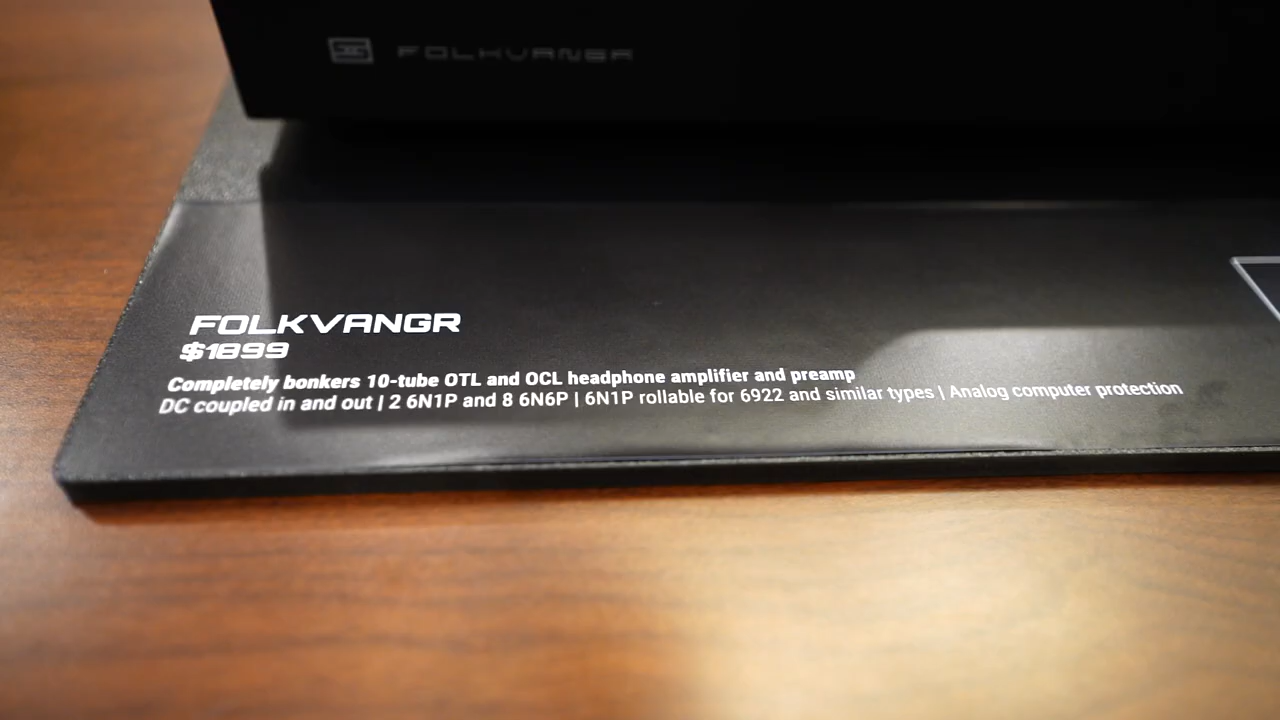 FOLKVANGR
FOLKVANGR
$1899
Completely bonkers 10-tube OTL and OCL headphone amplifier and preamp
DC coupled in and out | 2 6N1P and 8 6N6P | 6N1P rollable for 6922 and similar types | Analog computer protection